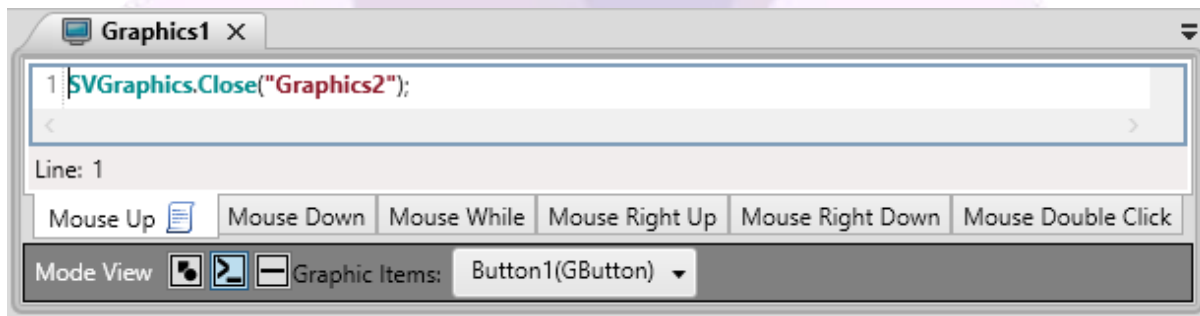 Graphics1
1 SVGraphics.Close("Graphics2");
Line: 1
Mouse Up Mouse Down Mouse While Mouse Right Up Mouse Right Down Mouse Double Click
Mode View Graphic Items: Button1(GButton)